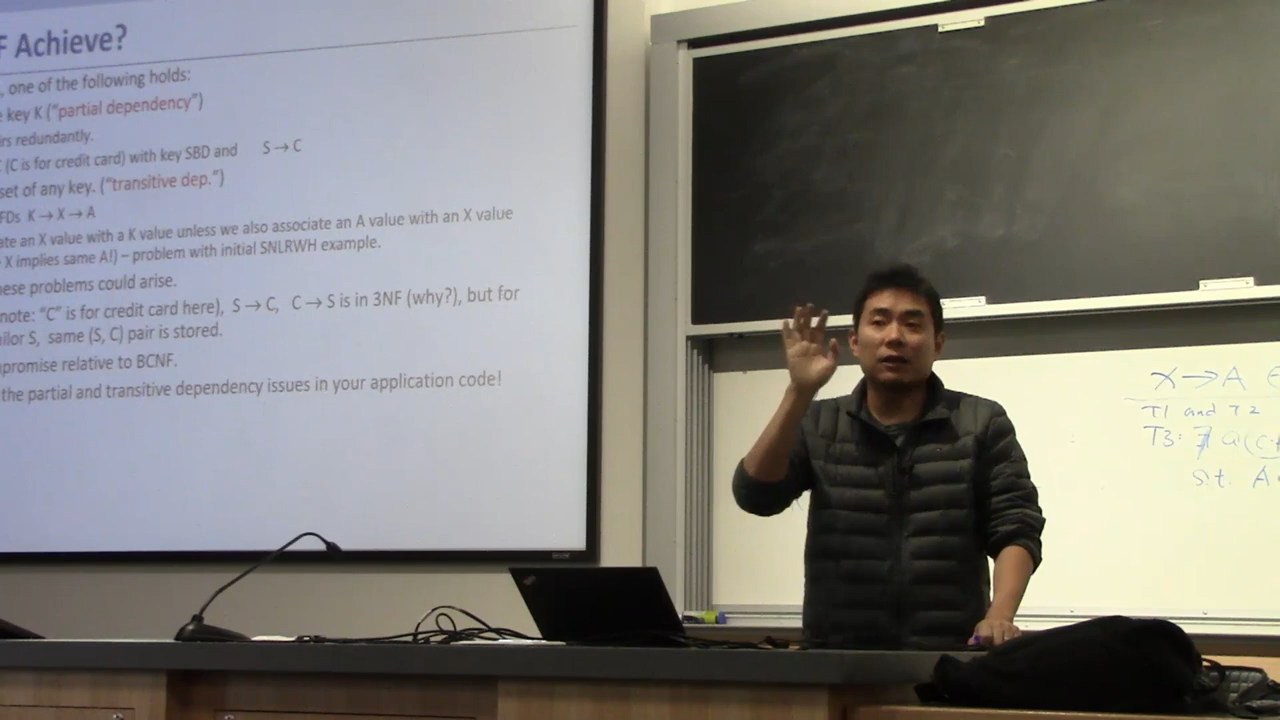 F Achieve?
, one of the following holds:
key K (“partial dependency”)
rs redundantly.
(C is for credit card) with key SBD and S → C
set of any key. (“transitive dep.”)
FDs K → X → A
ate an X value with a K value unless we also associate an A value with an X value
X implies same A!) – problem with initial SNLRWH example.
ese problems could arise.
note: “C” is for credit card here), S → C, C → S is in 3NF (why?), but for
ilor S, same (S, C) pair is stored.
promise relative to BCNF.
the partial and transitive dependency issues in your application code!
X → A
T1 and T2
T3:
s.t. A